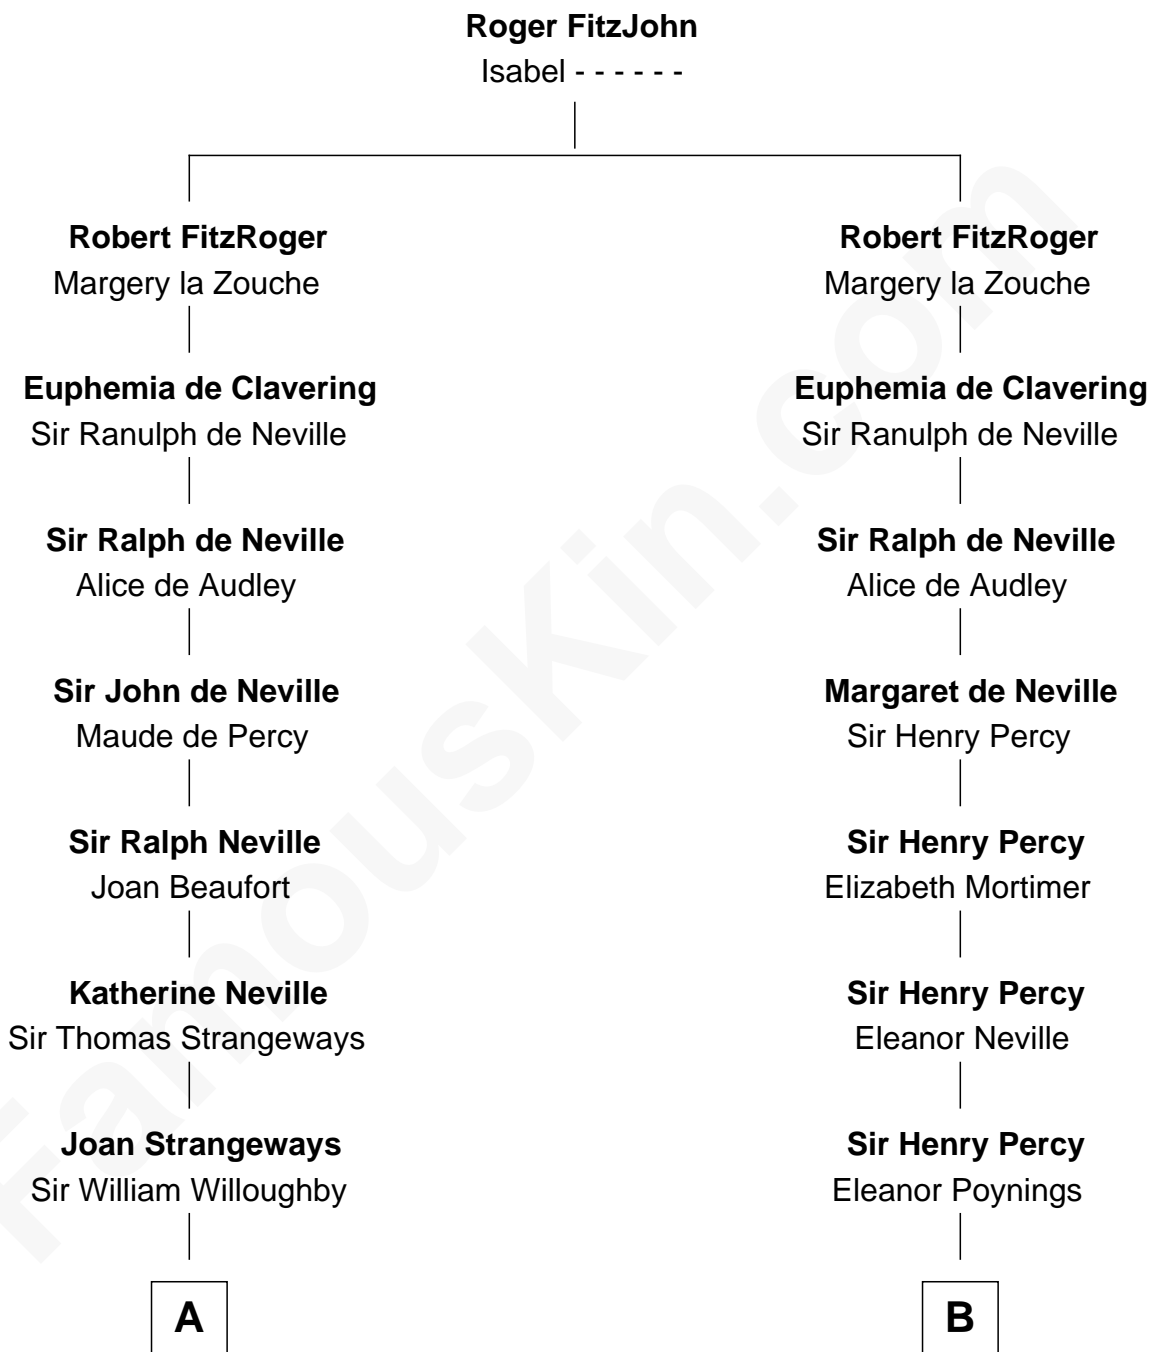 Roger FitzJohn
Isabel - - - - - -
Robert FitzRoger
Margery la Zouche
Euphemia de Clavering
Sir Ranulph de Neville
Sir Ralph de Neville
Alice de Audley
Sir John de Neville
Maude de Percy
Sir Ralph Neville
Joan Beaufort
Katherine Neville
Sir Thomas Strangeways
Joan Strangeways
Sir William Willoughby
A
Robert FitzRoger
Margery la Zouche
Euphemia de Clavering
Sir Ranulph de Neville
Sir Ralph de Neville
Alice de Audley
Margaret de Neville
Sir Henry Percy
Sir Henry Percy
Elizabeth Mortimer
Sir Henry Percy
Eleanor Neville
Sir Henry Percy
Eleanor Poynings
B
FamousKin.com